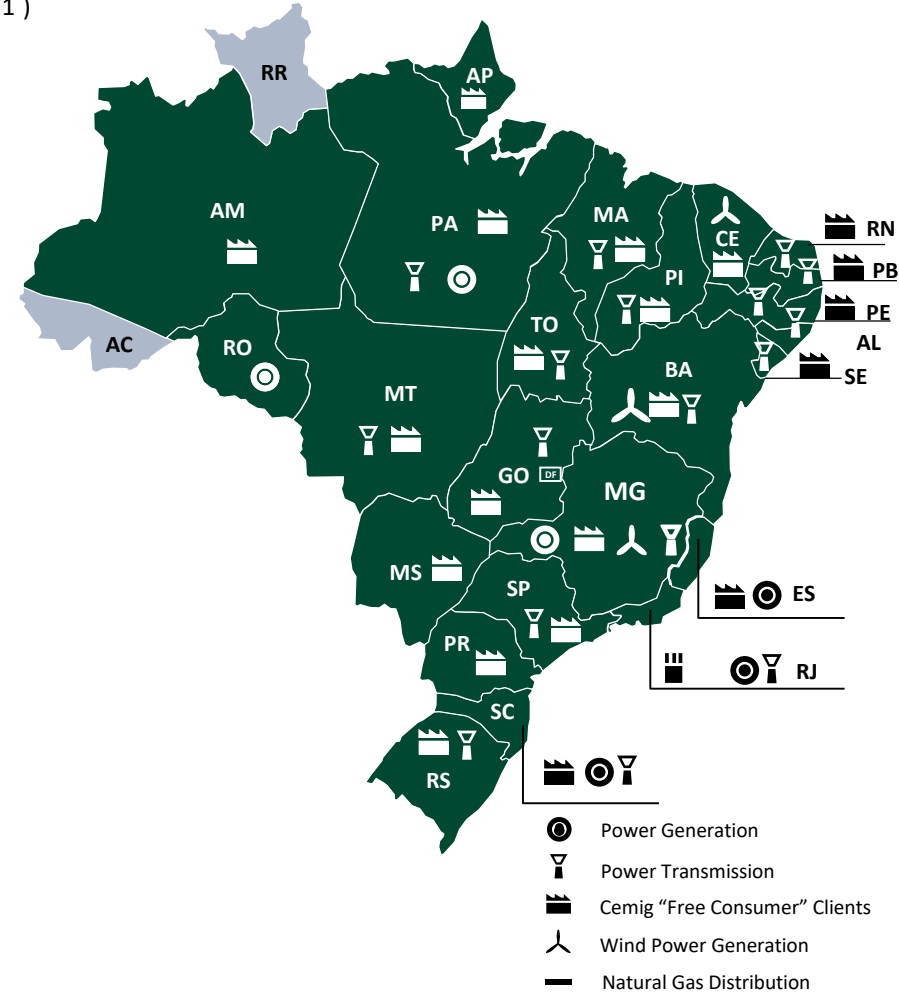 1 )
RR
AP
AM
PA
MA
CE
RN
PI
PB
PE
AL
SE
AC
RO
TO
BA
MT
GO
DF
MG
MS
SP
ES
PR
RJ
SC
RS
Power Generation
Power Transmission
Cemig “Free Consumer” Clients
Wind Power Generation
Natural Gas Distribution